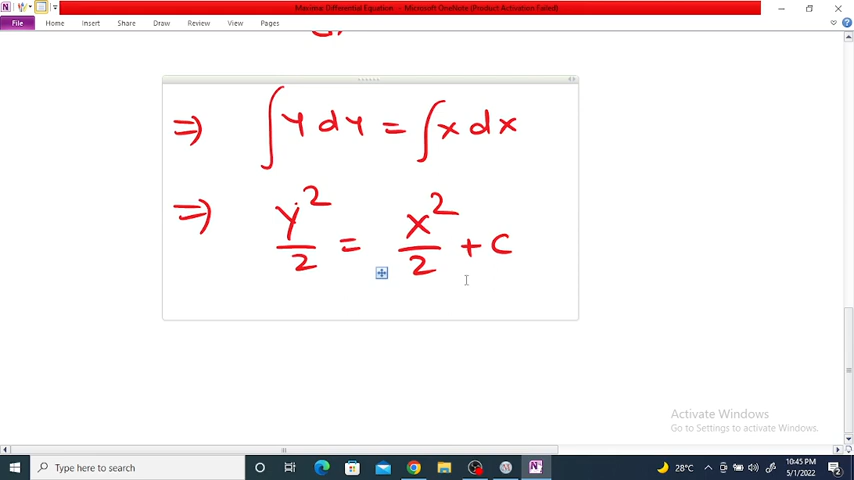 Maxima: Differential Equation - Microsoft OneNote (Product Activation Failed)
File Home Insert Share Draw Review View Pages
⇒ ∫ y dy = ∫ x dx
⇒ y²/2 = x²/2 + c
Activate Windows
Go to Settings to activate Windows.
Type here to search
28°C
10:45 PM
5/1/2022
2